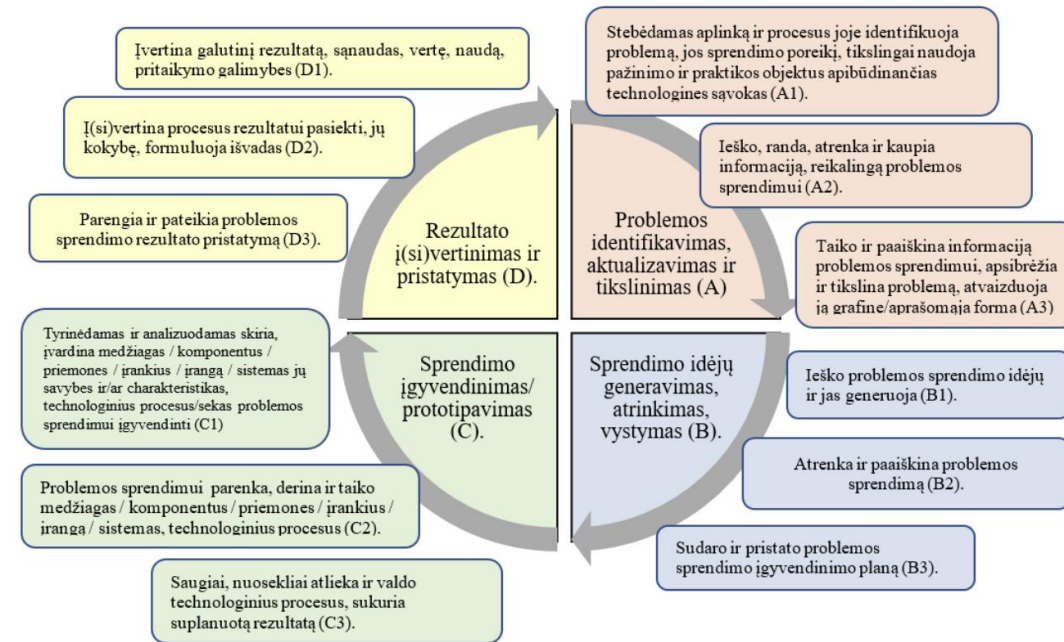 Įvertina galutinį rezultatą, sąnaudas, vertę, naudą,
pritaikymo galimybes (D1).
Į(si)vertina procesus rezultatui pasiekti, jų
kokybę, formuluoja išvadas (D2).
Parengia ir pateikia problemos
sprendimo rezultato pristatymą (D3).
Rezultato
į(si)vertinimas ir
pristatymas (D).
Stebėdamas aplinką ir procesus joje identifikuoja
problemą, jos sprendimo poreikį, tikslingai naudoja
pažinimo ir praktikos objektus apibūdinančias
technologines sąvokas (A1).
Ieško, randa, atrenka ir kaupia
informaciją, reikalingą problemos
sprendimui (A2).
Taiko ir paaiškina informaciją
problemos sprendimui, apsibrėžia
ir tikslina problemą, atvaizduoja
ją grafine/aprašomąja forma (A3)
Problemos
identifikavimas,
aktualizavimas ir
tikslinimas (A)
Tyrinėdamas ir analizuodamas skiria,
įvardina medžiagas / komponentus /
priemones / įrankius / įrangą / sistemas jų
savybes ir/ar charakteristikas,
technologinius procesus/sekas problemos
sprendimui įgyvendinti (C1)
Problemos sprendimui parenka, derina ir taiko
medžiagas / komponentus / priemones / įrankius /
įrangą / sistemas, technologinius procesus (C2).
Saugiai, nuosekliai atlieka ir valdo
technologinius procesus, sukuria
suplanuotą rezultatą (C3).
Sprendimo
įgyvendinimas/
prototipavimas
(C).
Sprendimo idėjų
generavimas,
atrinkimas,
vystymas (B).
Ieško problemos sprendimo idėjų
ir jas generuoja (B1).
Atrenka ir paaiškina problemos
sprendimą (B2).
Sudaro ir pristato problemos
sprendimo įgyvendinimo planą (B3).